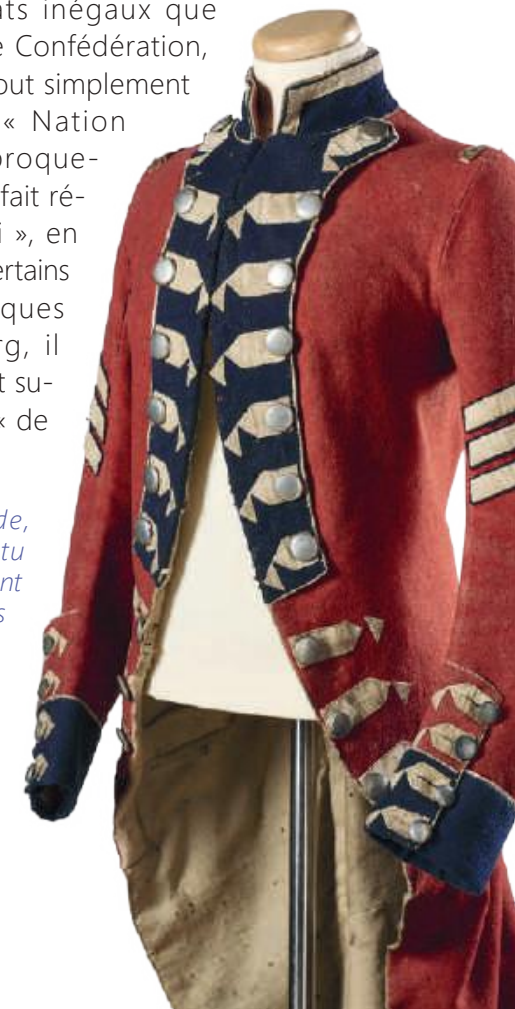 nts inégaux que
e Confédération,
out simplement
« Nation
proque-
fait ré-
i », en
ertains
ques
rg, il
t su-
« de
de,
tu
nt
s